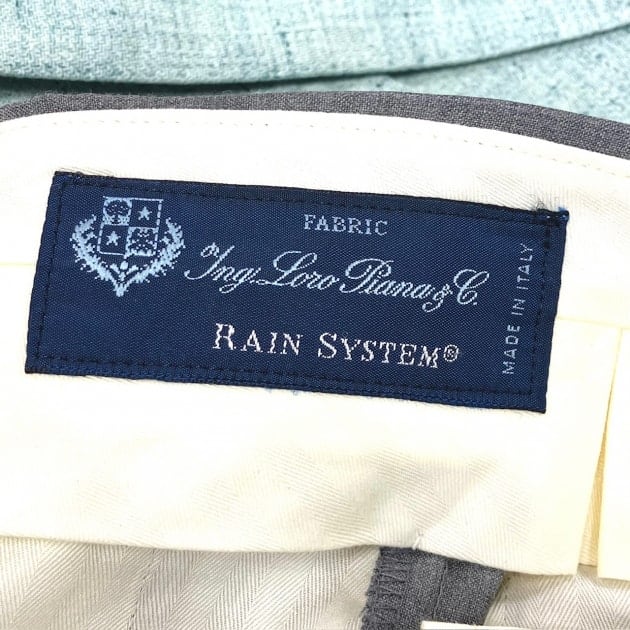 FABRIC
Ing. Loro Piana & C.
RAIN SYSTEM®
MADE IN ITALY